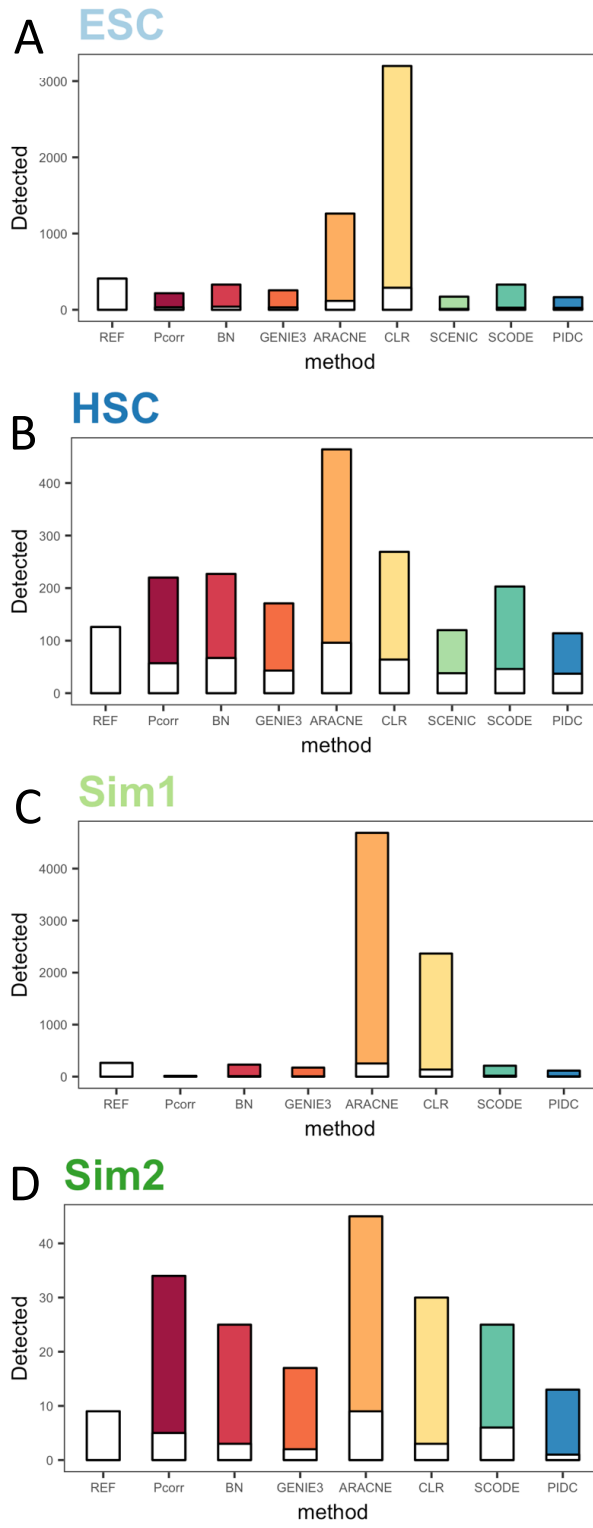 A ESC
3000
2000
1000
0
Detected
REF Pcorr BN GENIE3 ARACNE CLR SCENIC SCODE PIDC
method
B HSC
400
300
200
100
0
Detected
REF Pcorr BN GENIE3 ARACNE CLR SCENIC SCODE PIDC
method
C Sim1
4000
3000
2000
1000
0
Detected
REF Pcorr BN GENIE3 ARACNE CLR SCODE PIDC
method
D Sim2
40
30
20
10
0
Detected
REF Pcorr BN GENIE3 ARACNE CLR SCODE PIDC
method